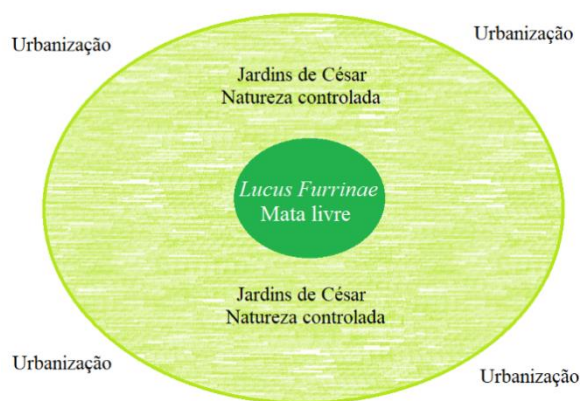 Urbanização
Urbanização
Jardins de César
Natureza controlada
Lucus Furrinae
Mata livre
Jardins de César
Natureza controlada
Urbanização
Urbanização